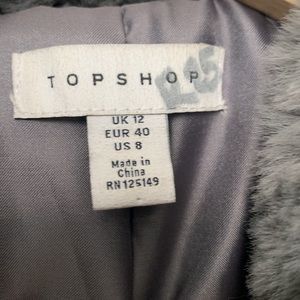 TOPSHOP
UK 12
EUR 40
US 8
Made in
China
RN125149